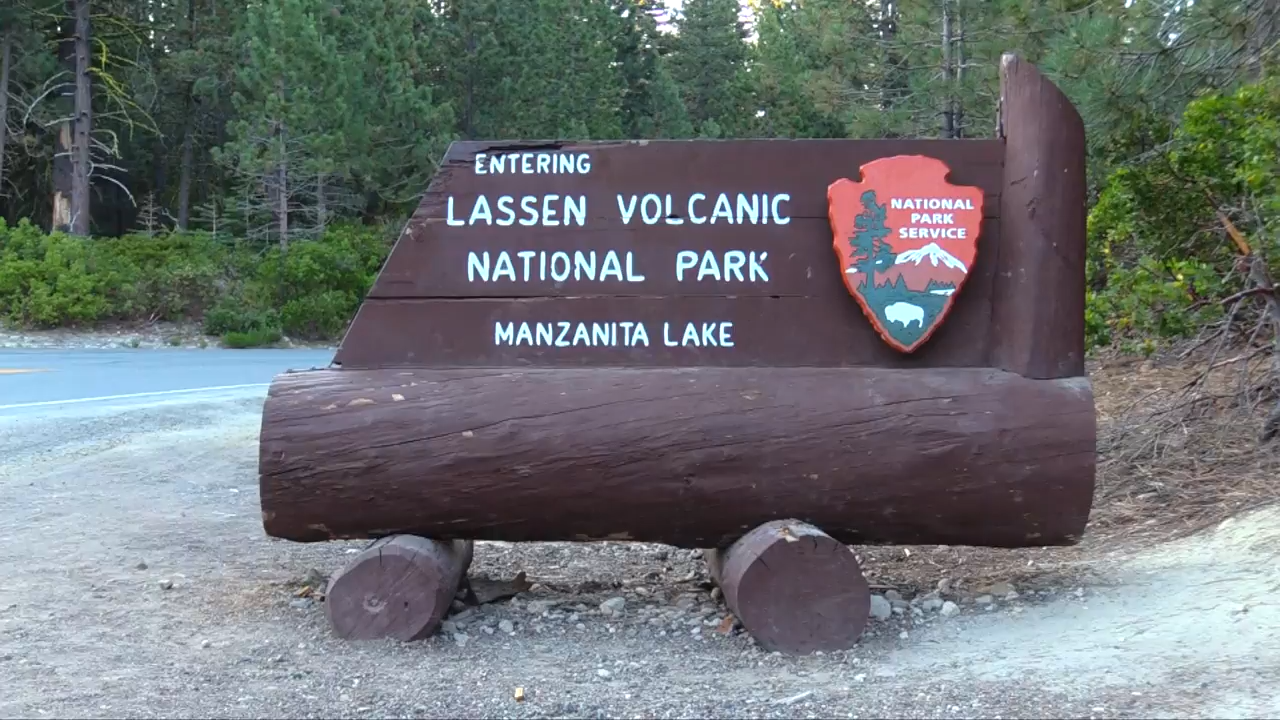 ENTERING
LASSEN VOLCANIC
NATIONAL PARK
MANZANITA LAKE
NATIONAL
PARK
SERVICE